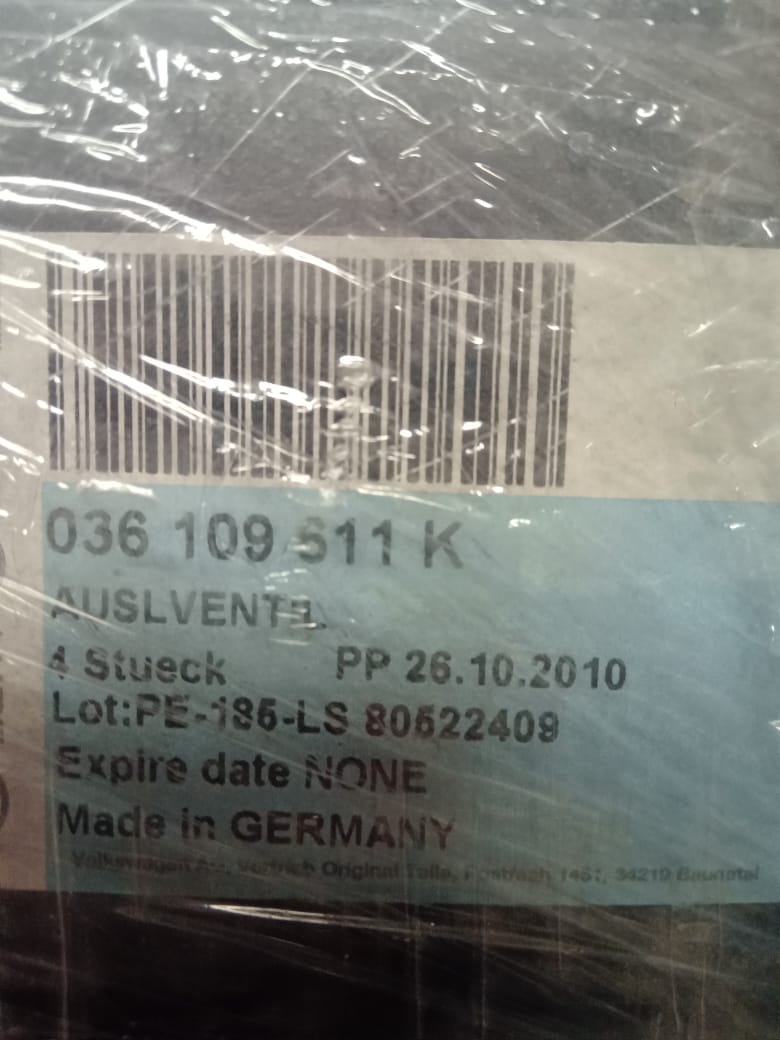 036 109 611 K
AUSLVENTIL
4 Stueck PP 26.10.2010
Lot:PE-185-LS 80522409
Expire date NONE
Made in GERMANY
Volkswagen AG, Vertrieb Original Teile, Postfach 1451, 34219 Baunatal